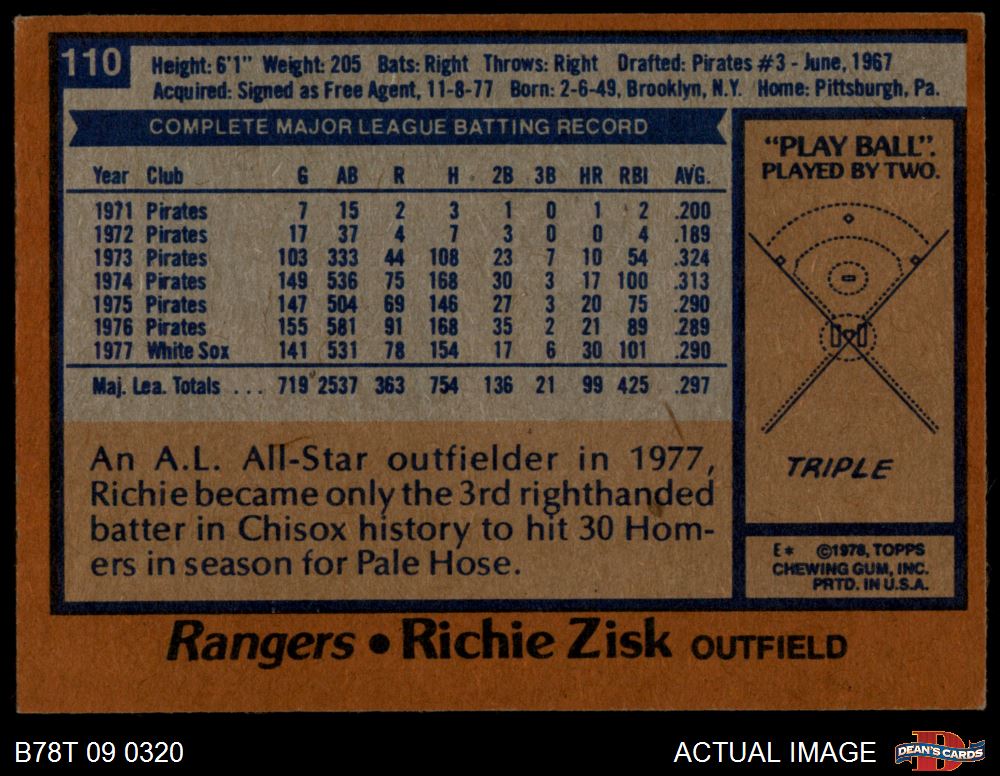 110
Height: 6'1" Weight: 205 Bats: Right Throws: Right Drafted: Pirates #3 - June, 1967
Acquired: Signed as Free Agent, 11-8-77 Born: 2-6-49, Brooklyn, N.Y. Home: Pittsburgh, Pa.
COMPLETE MAJOR LEAGUE BATTING RECORD
Year Club G AB R H 2B 3B HR RBI AVG.
1971 Pirates 7 15 2 3 1 0 1 2 .200
1972 Pirates 17 37 4 7 3 0 0 4 .189
1973 Pirates 103 333 44 108 23 7 10 54 .324
1974 Pirates 149 536 75 168 30 3 17 100 .313
1975 Pirates 147 504 69 146 27 3 20 75 .290
1976 Pirates 155 581 91 168 35 2 21 89 .289
1977 White Sox 141 531 78 154 17 6 30 101 .290
Maj. Lea. Totals ... 719 2537 363 754 136 21 99 425 .297
An A.L. All-Star outfielder in 1977,
Richie became only the 3rd righthanded
batter in Chisox history to hit 30 Hom-
ers in season for Pale Hose.
"PLAY BALL".
PLAYED BY TWO.
TRIPLE
E* ©1978, TOPPS
CHEWING GUM, INC.
PRTD. IN U.S.A.
Rangers • Richie Zisk OUTFIELD
B78T 09 0320
ACTUAL IMAGE
D
DEAN'S CARDS